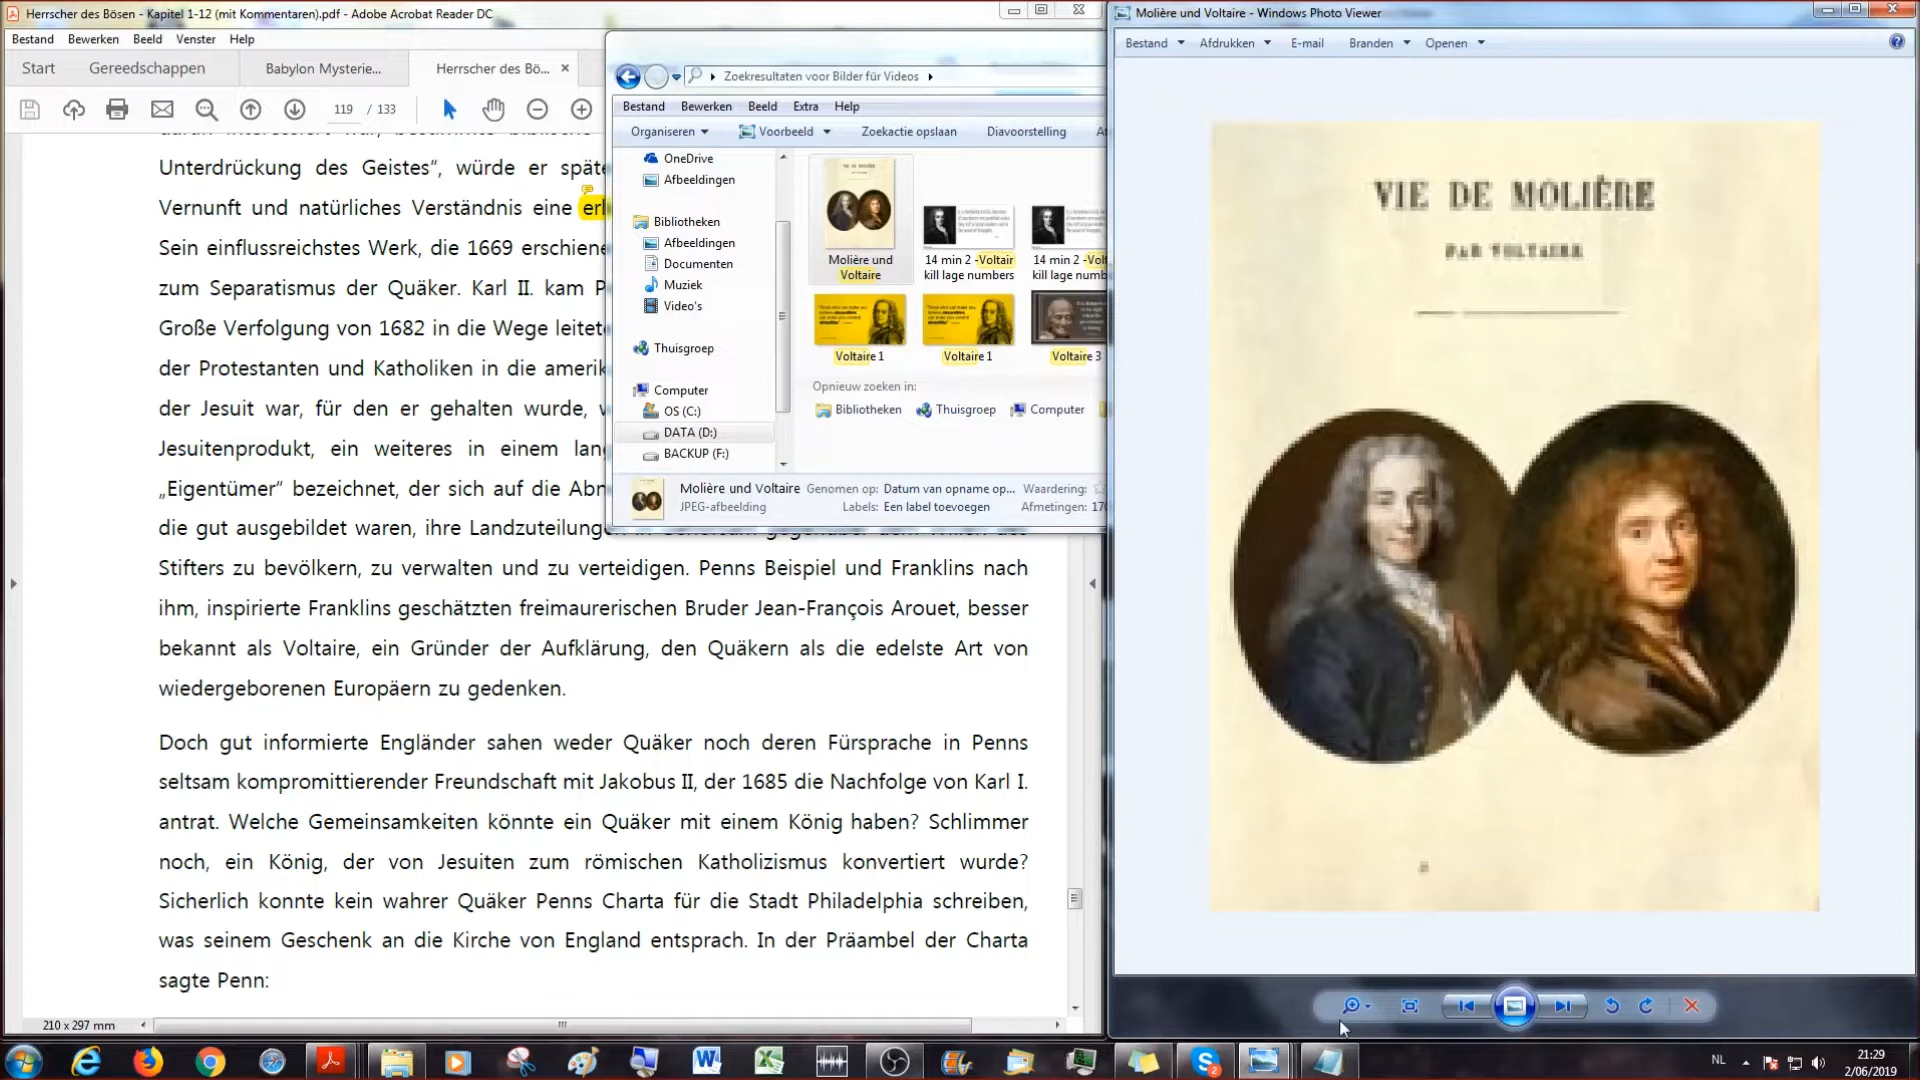 Herrscher des Bösen - Kapitel 1-12 (mit Kommentaren).pdf - Adobe Acrobat Reader DC
Bestand Bewerken Beeld Venster Help
Start Gereedschappen Babylon Mysterie... Herrscher des Bö...
119 / 133
Unterdrückung des Geistes“, würde er späte
Vernunft und natürliches Verständnis eine erl
Sein einflussreichstes Werk, die 1669 erschiene
zum Separatismus der Quäker. Karl II. kam P
Große Verfolgung von 1682 in die Wege leitete
der Protestanten und Katholiken in die amerik
der Jesuit war, für den er gehalten wurde, w
Jesuitenprodukt, ein weiteres in einem lang
„Eigentümer“ bezeichnet, der sich auf die Abn
die gut ausgebildet waren, ihre Landzuteilungen
Stifters zu bevölkern, zu verwalten und zu verteidigen. Penns Beispiel und Franklins nach
ihm, inspirierte Franklins geschätzten freimaurerischen Bruder Jean-François Arouet, besser
bekannt als Voltaire, ein Gründer der Aufklärung, den Quäkern als die edelste Art von
wiedergeborenen Europäern zu gedenken.
Doch gut informierte Engländer sahen weder Quäker noch deren Fürsprache in Penns
seltsam kompromittierender Freundschaft mit Jakobus II, der 1685 die Nachfolge von Karl I.
antrat. Welche Gemeinsamkeiten könnte ein Quäker mit einem König haben? Schlimmer
noch, ein König, der von Jesuiten zum römischen Katholizismus konvertiert wurde?
Sicherlich konnte kein wahrer Quäker Penns Charta für die Stadt Philadelphia schreiben,
was seinem Geschenk an die Kirche von England entsprach. In der Präambel der Charta
sagte Penn:
210 x 297 mm
Zoekresultaten voor Bilder für Videos
Bestand Bewerken Beeld Extra Help
Organiseren Voorbeeld Zoekactie opslaan Diavoorstelling
OneDrive
Afbeeldingen
Bibliotheken
Afbeeldingen
Documenten
Muziek
Video's
Thuisgroep
Computer
OS (C:)
DATA (D:)
BACKUP (F:)
Molière und
Voltaire
14 min 2 -Voltair
kill lage numbers
14 min 2 -Volt
kill lage numb
Voltaire 1
Voltaire 1
Voltaire 3
Opnieuw zoeken in:
Bibliotheken Thuisgroep Computer
Molière und Voltaire Genomen op: Datum van opname op... Waardering:
JPEG-afbeelding Labels: Een label toevoegen Afmetingen: 170
Molière und Voltaire - Windows Photo Viewer
Bestand Afdrukken E-mail Branden Openen
VIE DE MOLIÈRE
PAR VOLTAIRE
NL
21:29
2/06/2019